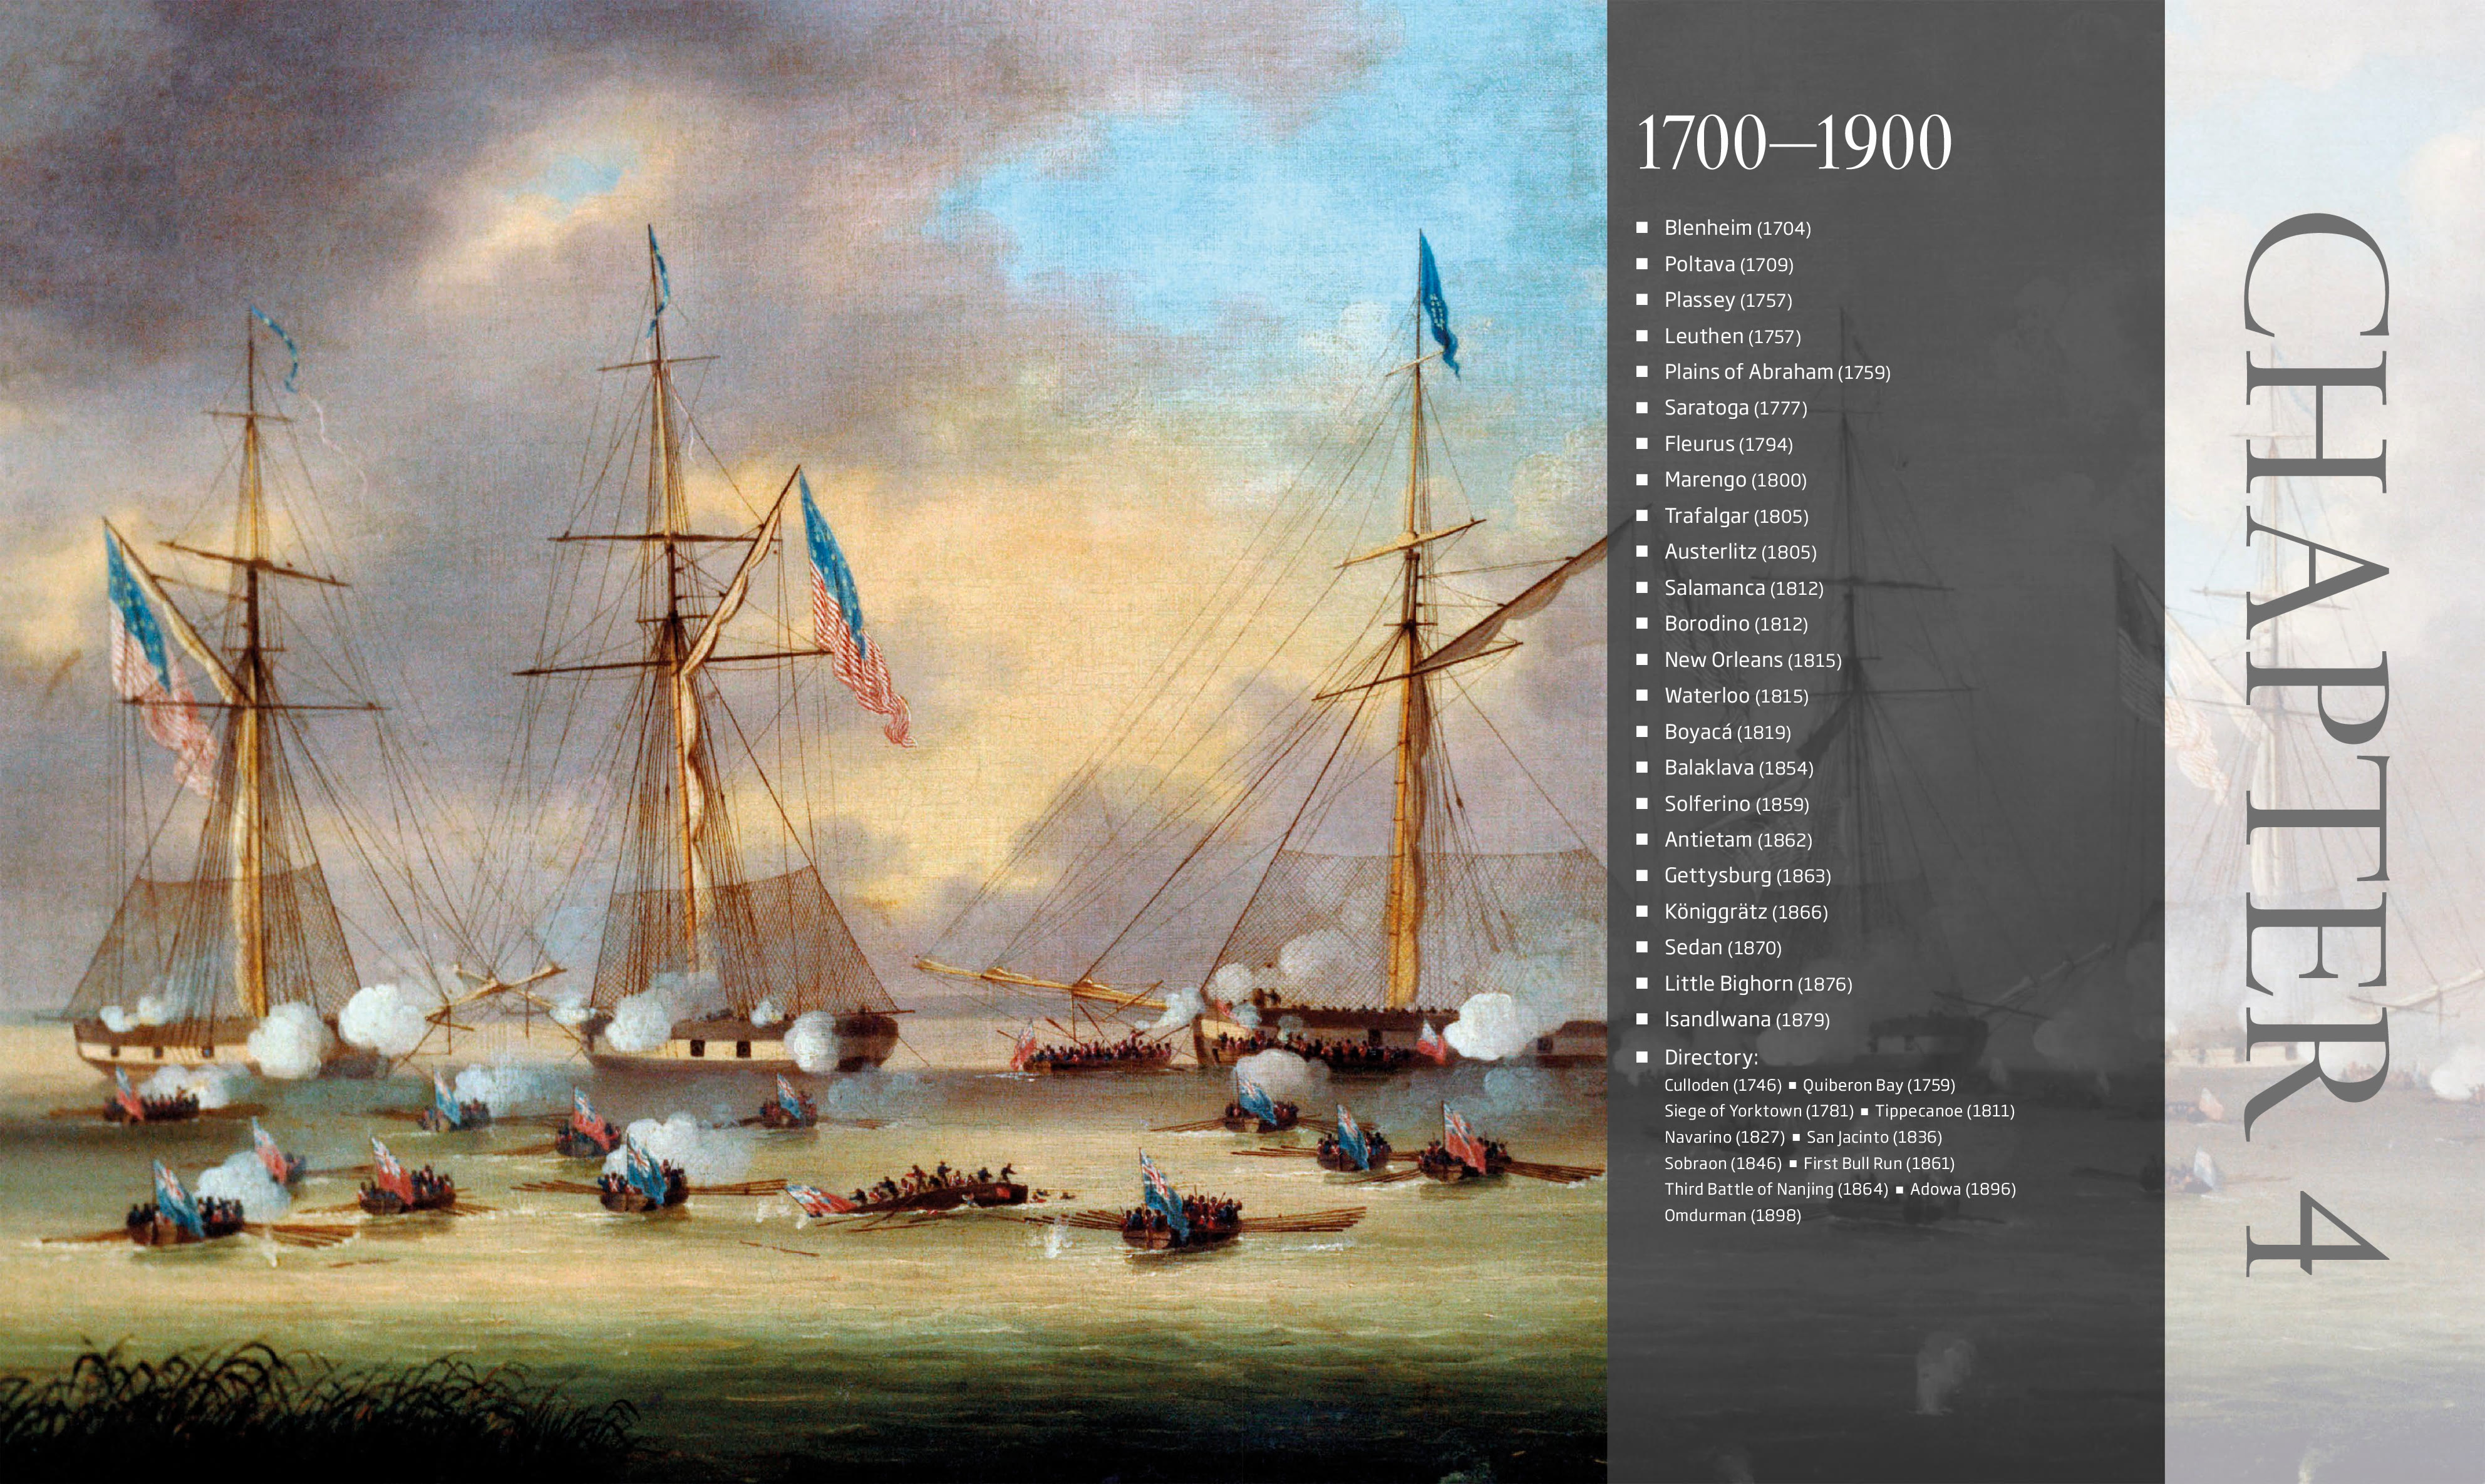 1700—1900
■ Blenheim (1704)
■ Poltava (1709)
■ Plassey (1757)
■ Leuthen (1757)
■ Plains of Abraham (1759)
■ Saratoga (1777)
■ Fleurus (1794)
■ Marengo (1800)
■ Trafalgar (1805)
■ Austerlitz (1805)
■ Salamanca (1812)
■ Borodino (1812)
■ New Orleans (1815)
■ Waterloo (1815)
■ Boyacá (1819)
■ Balaklava (1854)
■ Solferino (1859)
■ Antietam (1862)
■ Gettysburg (1863)
■ Königgrätz (1866)
■ Sedan (1870)
■ Little Bighorn (1876)
■ Isandlwana (1879)
■ Directory:
Culloden (1746) ■ Quiberon Bay (1759)
Siege of Yorktown (1781) ■ Tippecanoe (1811)
Navarino (1827) ■ San Jacinto (1836)
Sobraon (1846) ■ First Bull Run (1861)
Third Battle of Nanjing (1864) ■ Adowa (1896)
Omdurman (1898)
CHAPTER 4